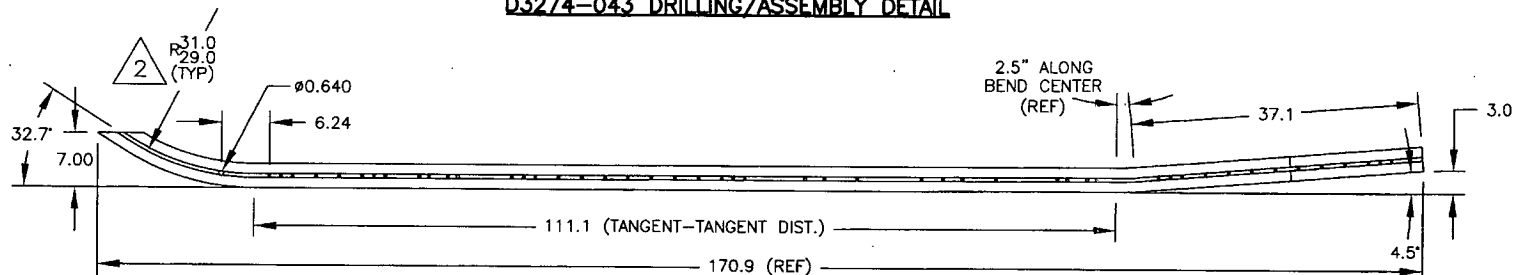 D3274-043 DRILLING/ASSEMBLY DETAIL
2
R31.0
29.0
(TYP)
ø0.640
6.24
32.7°
7.00
2.5" ALONG
BEND CENTER
(REF)
37.1
3.0
111.1 (TANGENT-TANGENT DIST.)
4.5°
170.9 (REF)